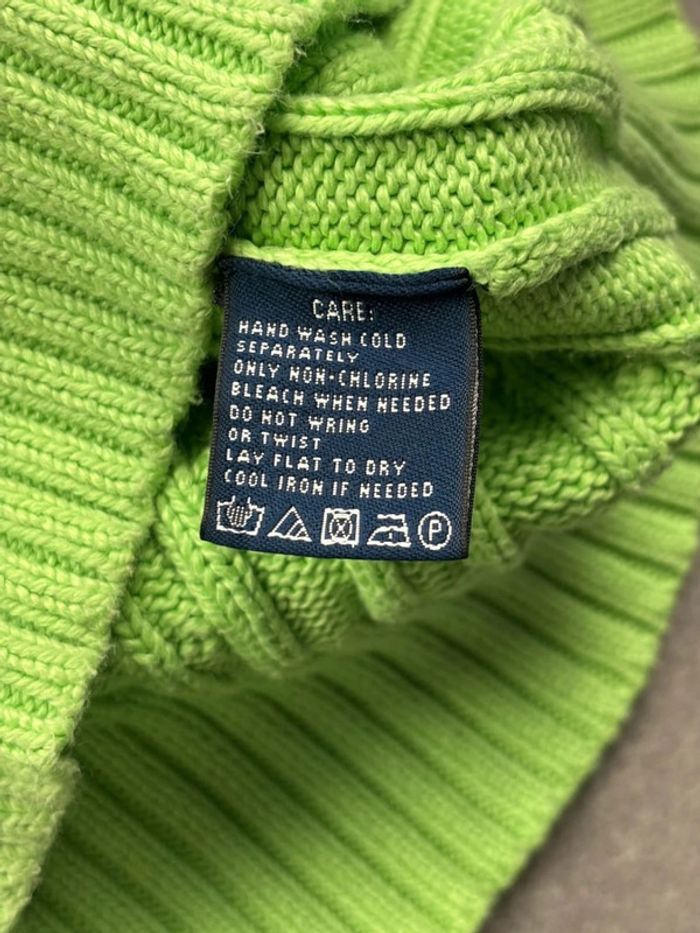 CARE:
HAND WASH COLD
SEPARATELY
ONLY NON-CHLORINE
BLEACH WHEN NEEDED
DO NOT WRING
OR TWIST
LAY FLAT TO DRY
COOL IRON IF NEEDED
P